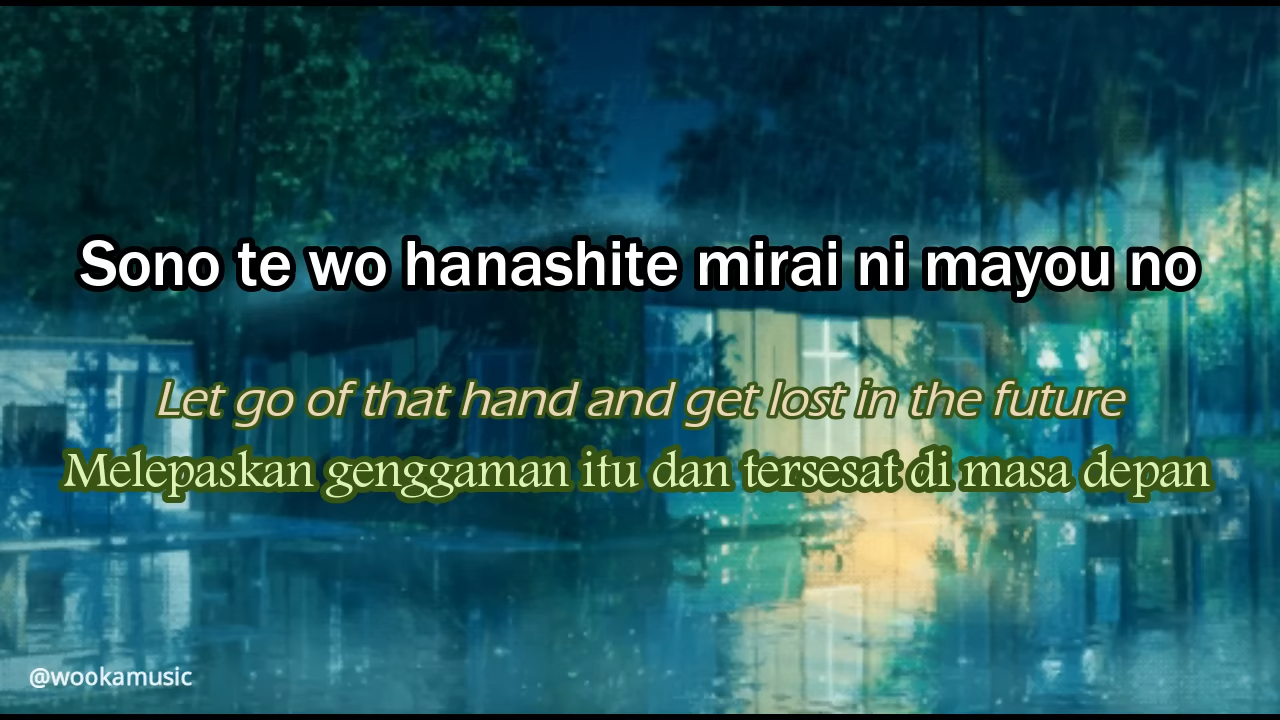 Sono te wo hanashite mirai ni mayou no
Let go of that hand and get lost in the future
Melepaskan genggaman itu dan tersesat di masa depan
@wookamusic